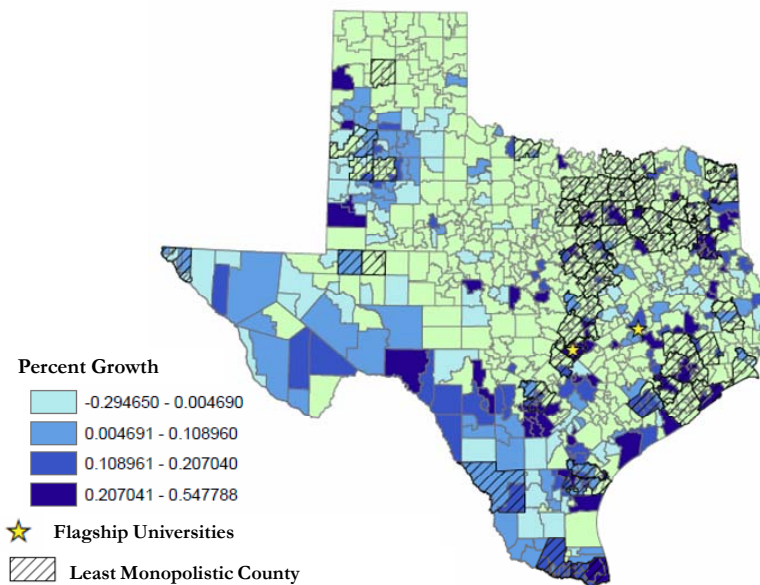 Percent Growth
-0.294650 - 0.004690
0.004691 - 0.108960
0.108961 - 0.207040
0.207041 - 0.547788
Flagship Universities
Least Monopolistic County